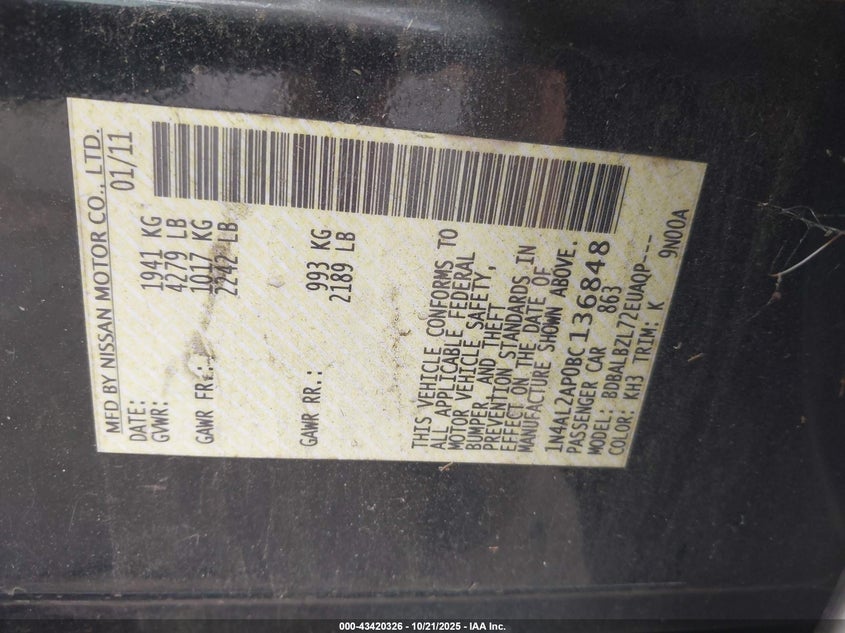 MFD BY NISSAN MOTOR CO., LTD.
DATE: 01/11
GVWR: 1941 KG
4279 LB
GAWR FR.: 1017 KG
2242 LB
GAWR RR.: 993 KG
2189 LB
THIS VEHICLE CONFORMS TO
ALL APPLICABLE FEDERAL
MOTOR VEHICLE SAFETY,
BUMPER, AND THEFT
PREVENTION STANDARDS IN
EFFECT ON THE DATE OF
MANUFACTURE SHOWN ABOVE.
1N4AL2AP0BC136848
PASSENGER CAR 863
MODEL: BDBALBZL72EUAQP---
COLOR: KH3 TRIM: K 9N00A
000-43420326 - 10/21/2025 - IAA Inc.